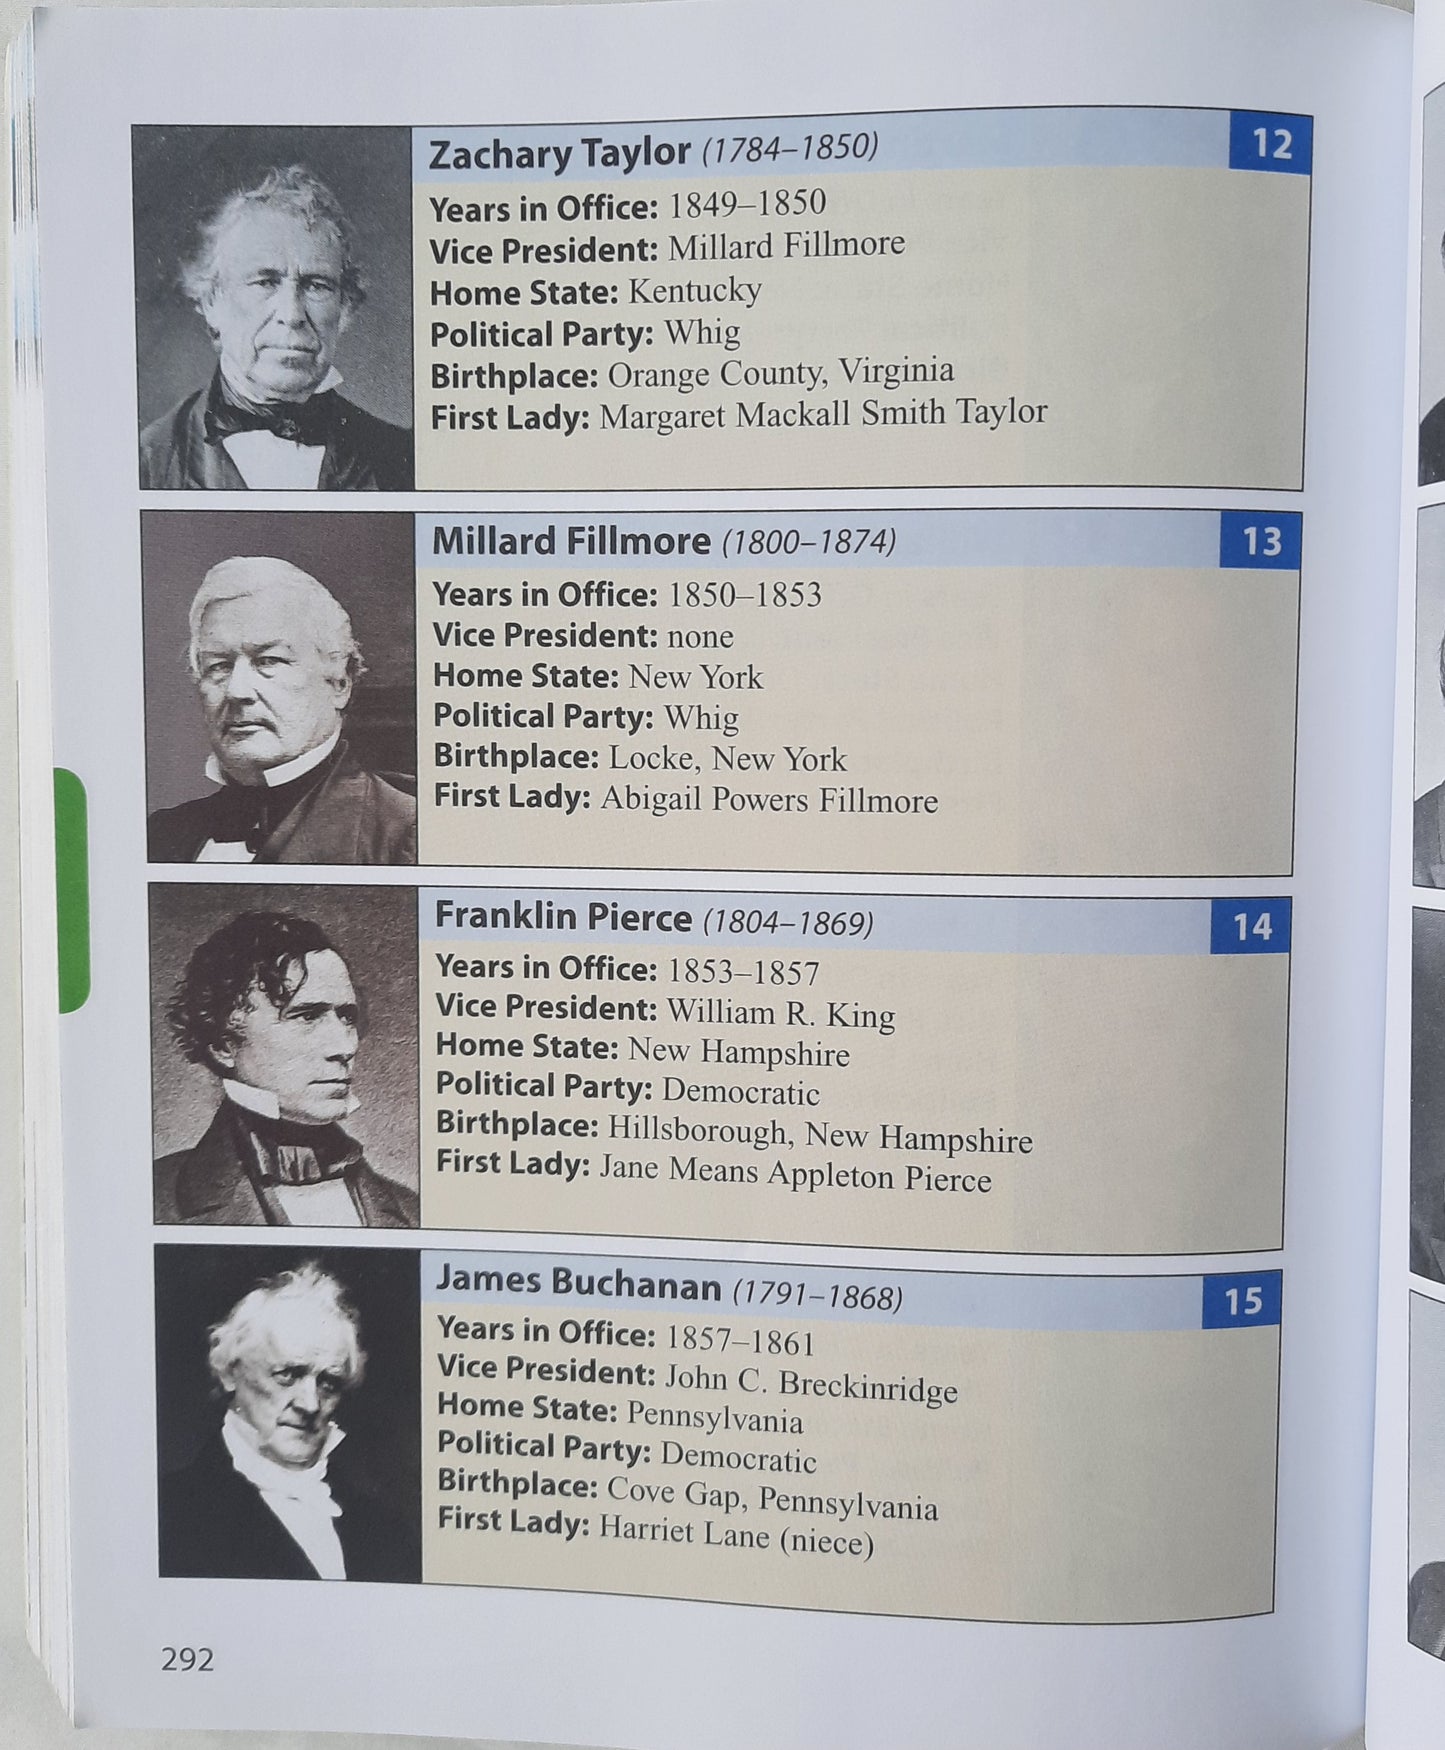 Zachary Taylor (1784–1850) 12
Years in Office: 1849–1850
Vice President: Millard Fillmore
Home State: Kentucky
Political Party: Whig
Birthplace: Orange County, Virginia
First Lady: Margaret Mackall Smith Taylor
Millard Fillmore (1800–1874) 13
Years in Office: 1850–1853
Vice President: none
Home State: New York
Political Party: Whig
Birthplace: Locke, New York
First Lady: Abigail Powers Fillmore
Franklin Pierce (1804–1869) 14
Years in Office: 1853–1857
Vice President: William R. King
Home State: New Hampshire
Political Party: Democratic
Birthplace: Hillsborough, New Hampshire
First Lady: Jane Means Appleton Pierce
James Buchanan (1791–1868) 15
Years in Office: 1857–1861
Vice President: John C. Breckinridge
Home State: Pennsylvania
Political Party: Democratic
Birthplace: Cove Gap, Pennsylvania
First Lady: Harriet Lane (niece)
292